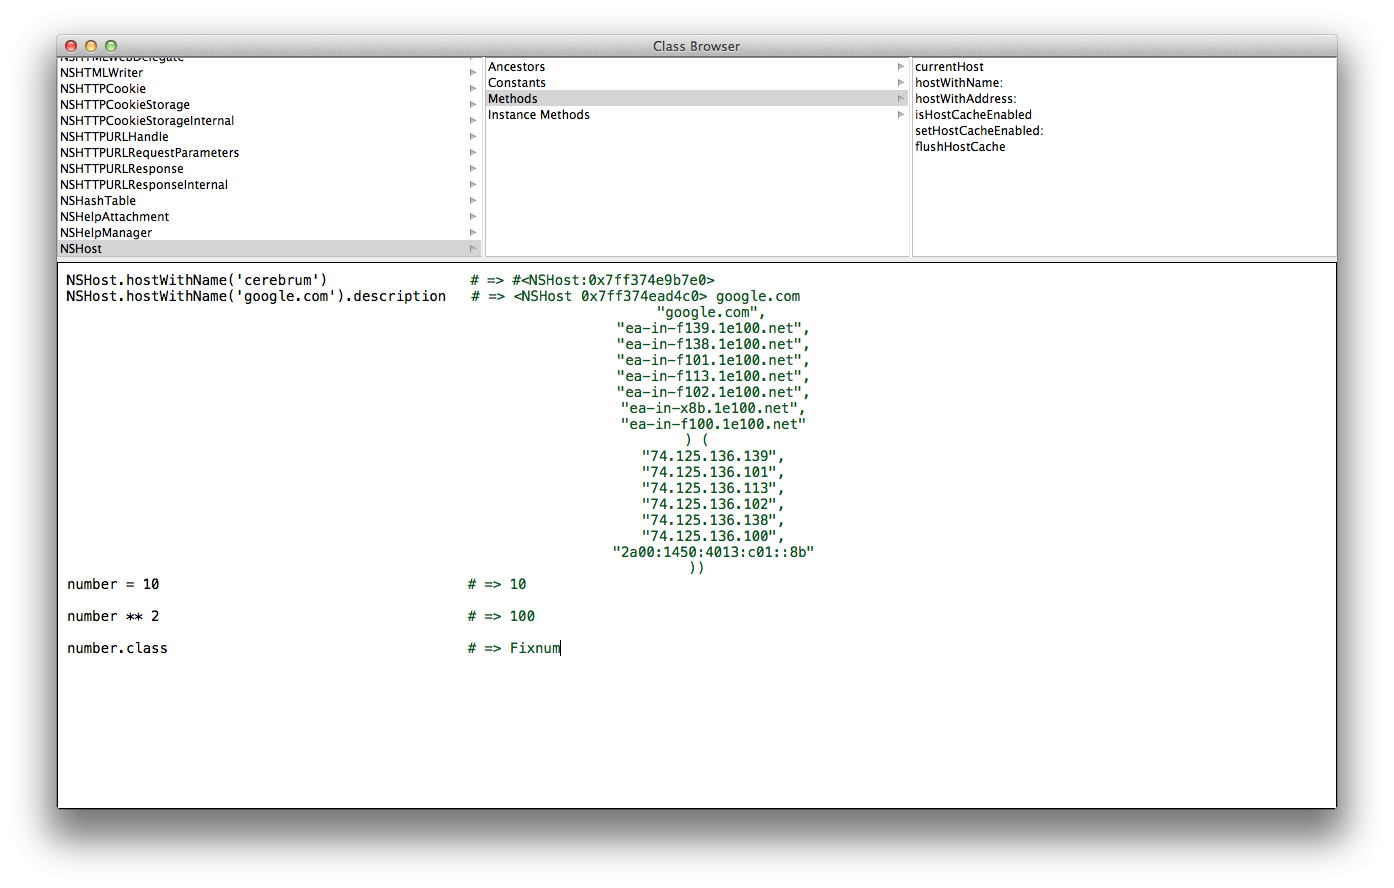 Class Browser
NSHTMLWebDelegate
NSHTMLWriter
NSHTTPCookie
NSHTTPCookieStorage
NSHTTPCookieStorageInternal
NSHTTPURLHandle
NSHTTPURLRequestParameters
NSHTTPURLResponse
NSHTTPURLResponseInternal
NSHashTable
NSHelpAttachment
NSHelpManager
NSHost
Ancestors
Constants
Methods
Instance Methods
currentHost
hostWithName:
hostWithAddress:
isHostCacheEnabled
setHostCacheEnabled:
flushHostCache
NSHost.hostWithName('cerebrum') # => #<NSHost:0x7ff374e9b7e0>
NSHost.hostWithName('google.com').description # => <NSHost 0x7ff374ead4c0> google.com
"google.com",
"ea-in-f139.1e100.net",
"ea-in-f138.1e100.net",
"ea-in-f101.1e100.net",
"ea-in-f113.1e100.net",
"ea-in-f102.1e100.net",
"ea-in-x8b.1e100.net",
"ea-in-f100.1e100.net"
) (
"74.125.136.139",
"74.125.136.101",
"74.125.136.113",
"74.125.136.102",
"74.125.136.138",
"74.125.136.100",
"2a00:1450:4013:c01::8b"
))
number = 10 # => 10
number ** 2 # => 100
number.class # => Fixnum